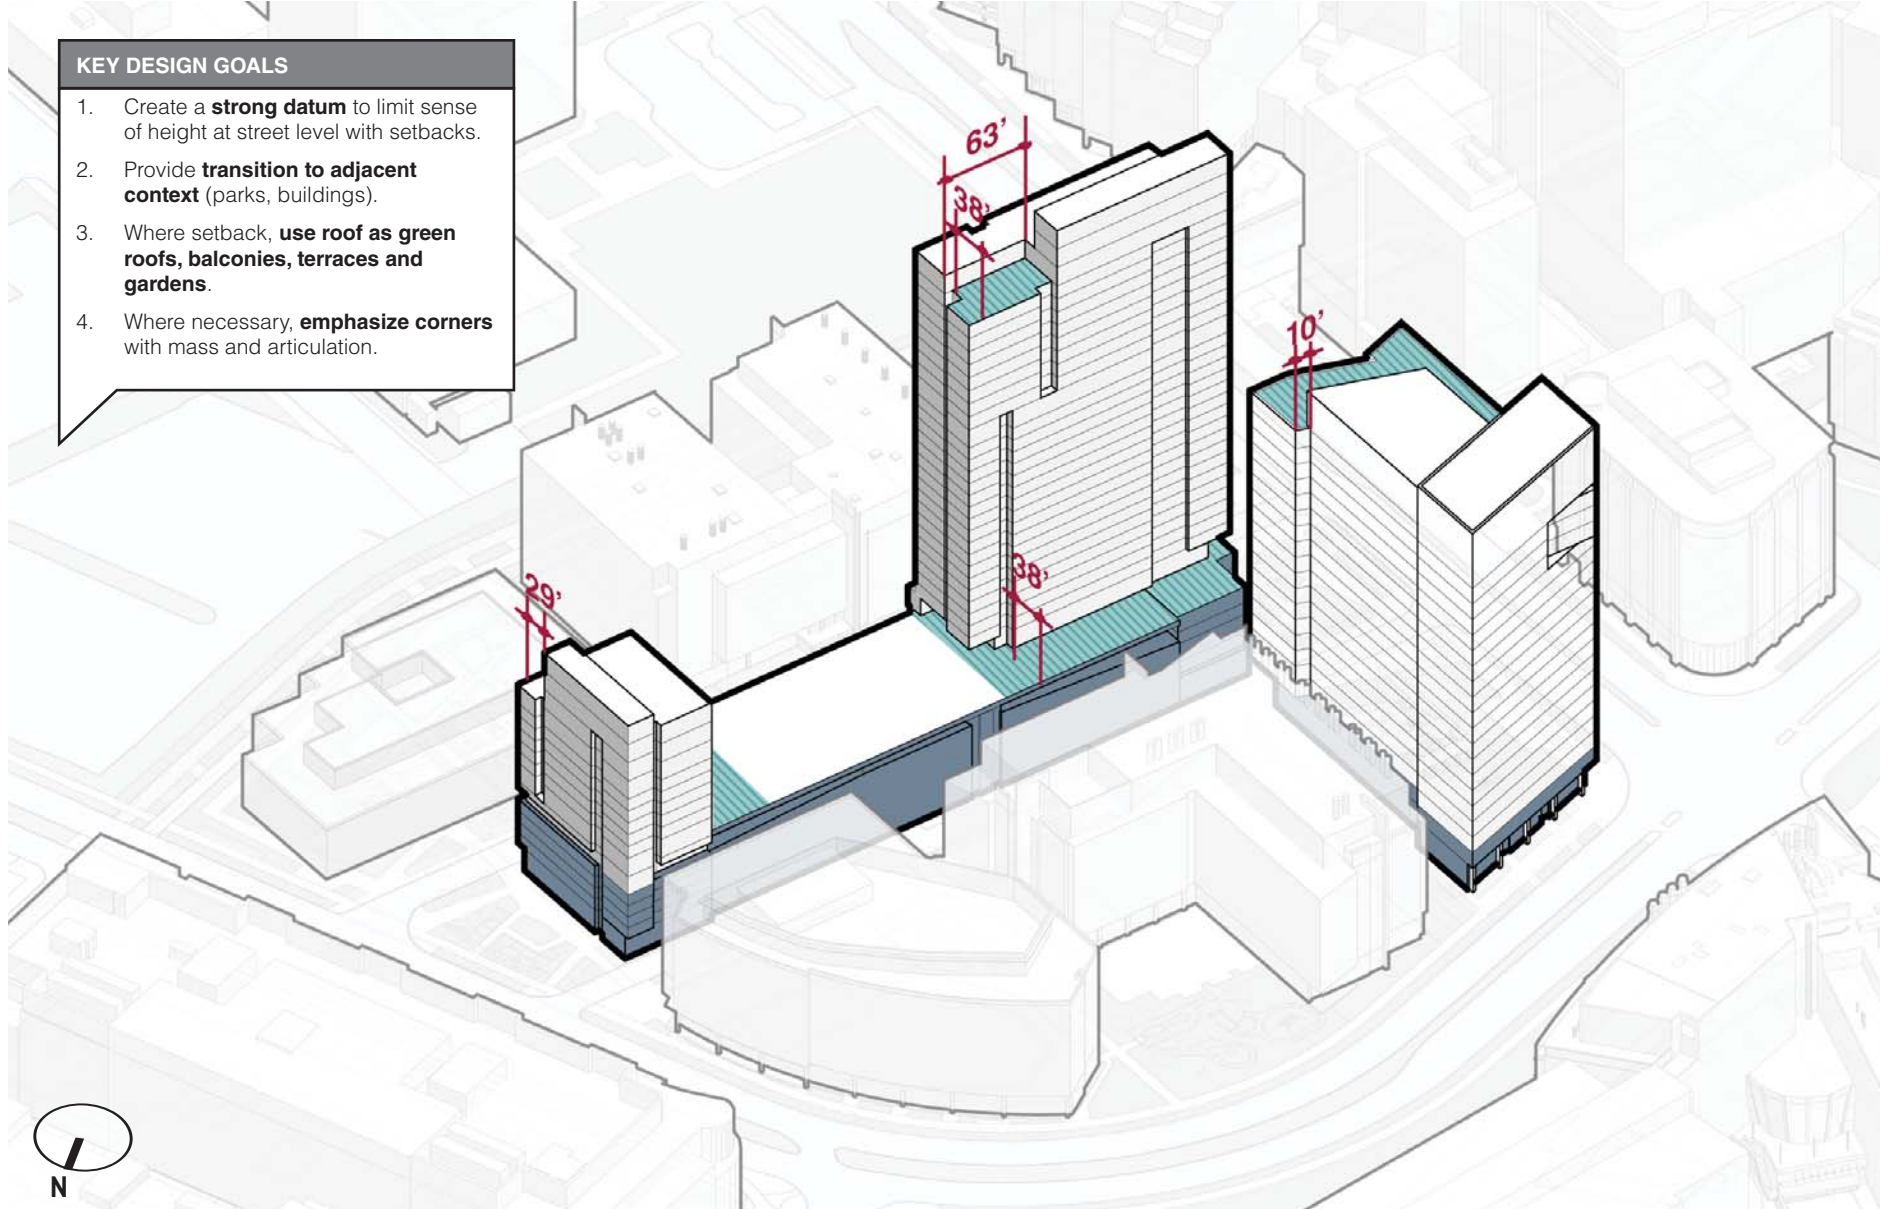 KEY DESIGN GOALS
1. Create a strong datum to limit sense
of height at street level with setbacks.
2. Provide transition to adjacent
context (parks, buildings).
3. Where setback, use roof as green
roofs, balconies, terraces and
gardens.
4. Where necessary, emphasize corners
with mass and articulation.
63’
38’
10’
38’
29’
N